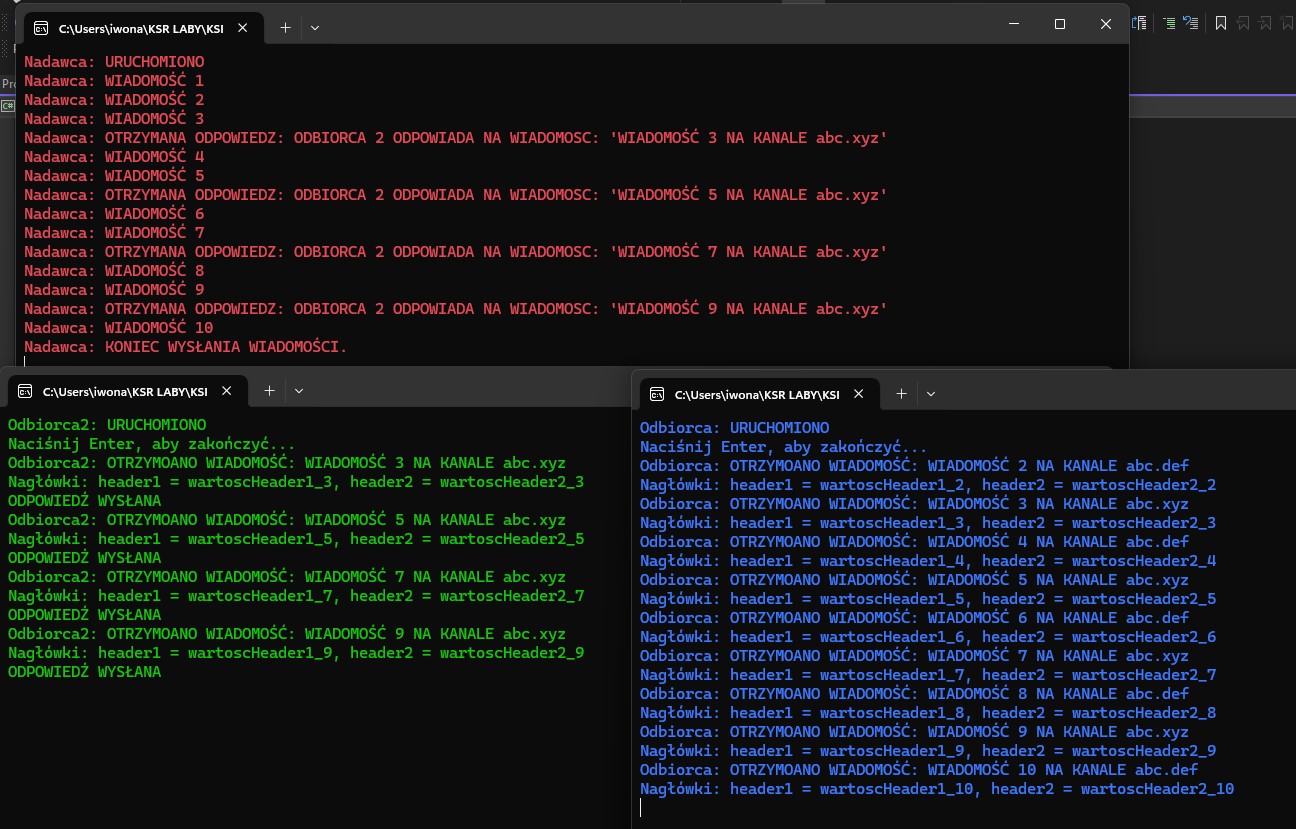 C:\Users\iwona\KSR LABY\KSI
Nadawca: URUCHOMIONO
Nadawca: WIADOMOŚĆ 1
Nadawca: WIADOMOŚĆ 2
Nadawca: WIADOMOŚĆ 3
Nadawca: OTRZYMANA ODPOWIEDZ: ODBIORCA 2 ODPOWIADA NA WIADOMOSC: 'WIADOMOŚĆ 3 NA KANALE abc.xyz'
Nadawca: WIADOMOŚĆ 4
Nadawca: WIADOMOŚĆ 5
Nadawca: OTRZYMANA ODPOWIEDZ: ODBIORCA 2 ODPOWIADA NA WIADOMOSC: 'WIADOMOŚĆ 5 NA KANALE abc.xyz'
Nadawca: WIADOMOŚĆ 6
Nadawca: WIADOMOŚĆ 7
Nadawca: OTRZYMANA ODPOWIEDZ: ODBIORCA 2 ODPOWIADA NA WIADOMOSC: 'WIADOMOŚĆ 7 NA KANALE abc.xyz'
Nadawca: WIADOMOŚĆ 8
Nadawca: WIADOMOŚĆ 9
Nadawca: OTRZYMANA ODPOWIEDZ: ODBIORCA 2 ODPOWIADA NA WIADOMOSC: 'WIADOMOŚĆ 9 NA KANALE abc.xyz'
Nadawca: WIADOMOŚĆ 10
Nadawca: KONIEC WYSŁANIA WIADOMOŚCI.
C:\Users\iwona\KSR LABY\KSI
Odbiorca2: URUCHOMIONO
Naciśnij Enter, aby zakończyć...
Odbiorca2: OTRZYMOANO WIADOMOŚĆ: WIADOMOŚĆ 3 NA KANALE abc.xyz
Nagłówki: header1 = wartoscHeader1_3, header2 = wartoscHeader2_3
ODPOWIEDŹ WYSŁANA
Odbiorca2: OTRZYMOANO WIADOMOŚĆ: WIADOMOŚĆ 5 NA KANALE abc.xyz
Nagłówki: header1 = wartoscHeader1_5, header2 = wartoscHeader2_5
ODPOWIEDŹ WYSŁANA
Odbiorca2: OTRZYMOANO WIADOMOŚĆ: WIADOMOŚĆ 7 NA KANALE abc.xyz
Nagłówki: header1 = wartoscHeader1_7, header2 = wartoscHeader2_7
ODPOWIEDŹ WYSŁANA
Odbiorca2: OTRZYMOANO WIADOMOŚĆ: WIADOMOŚĆ 9 NA KANALE abc.xyz
Nagłówki: header1 = wartoscHeader1_9, header2 = wartoscHeader2_9
ODPOWIEDŹ WYSŁANA
C:\Users\iwona\KSR LABY\KSI
Odbiorca: URUCHOMIONO
Naciśnij Enter, aby zakończyć...
Odbiorca: OTRZYMOANO WIADOMOŚĆ: WIADOMOŚĆ 2 NA KANALE abc.def
Nagłówki: header1 = wartoscHeader1_2, header2 = wartoscHeader2_2
Odbiorca: OTRZYMOANO WIADOMOŚĆ: WIADOMOŚĆ 3 NA KANALE abc.xyz
Nagłówki: header1 = wartoscHeader1_3, header2 = wartoscHeader2_3
Odbiorca: OTRZYMOANO WIADOMOŚĆ: WIADOMOŚĆ 4 NA KANALE abc.def
Nagłówki: header1 = wartoscHeader1_4, header2 = wartoscHeader2_4
Odbiorca: OTRZYMOANO WIADOMOŚĆ: WIADOMOŚĆ 5 NA KANALE abc.xyz
Nagłówki: header1 = wartoscHeader1_5, header2 = wartoscHeader2_5
Odbiorca: OTRZYMOANO WIADOMOŚĆ: WIADOMOŚĆ 6 NA KANALE abc.def
Nagłówki: header1 = wartoscHeader1_6, header2 = wartoscHeader2_6
Odbiorca: OTRZYMOANO WIADOMOŚĆ: WIADOMOŚĆ 7 NA KANALE abc.xyz
Nagłówki: header1 = wartoscHeader1_7, header2 = wartoscHeader2_7
Odbiorca: OTRZYMOANO WIADOMOŚĆ: WIADOMOŚĆ 8 NA KANALE abc.def
Nagłówki: header1 = wartoscHeader1_8, header2 = wartoscHeader2_8
Odbiorca: OTRZYMOANO WIADOMOŚĆ: WIADOMOŚĆ 9 NA KANALE abc.xyz
Nagłówki: header1 = wartoscHeader1_9, header2 = wartoscHeader2_9
Odbiorca: OTRZYMOANO WIADOMOŚĆ: WIADOMOŚĆ 10 NA KANALE abc.def
Nagłówki: header1 = wartoscHeader1_10, header2 = wartoscHeader2_10